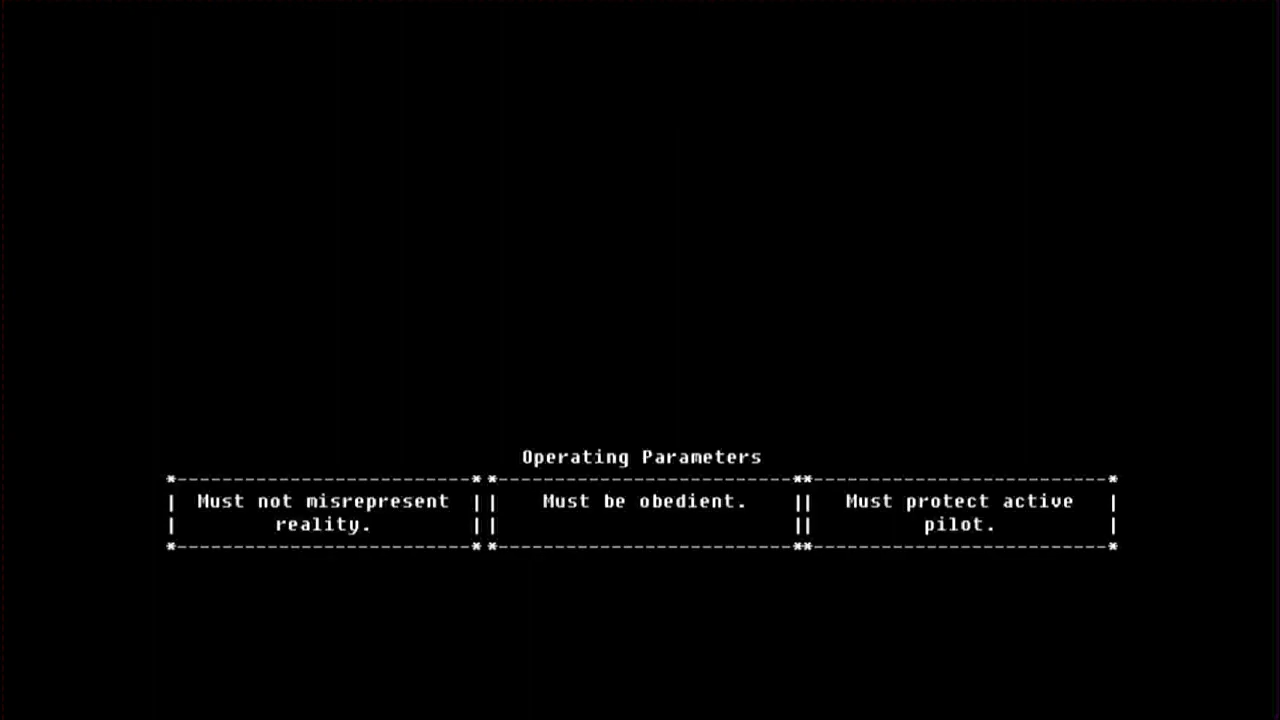 Operating Parameters
*-------------------------* *-------------------------**-------------------------*
| Must not misrepresent || Must be obedient. || Must protect active |
| reality. || || pilot. |
*-------------------------* *-------------------------**-------------------------*